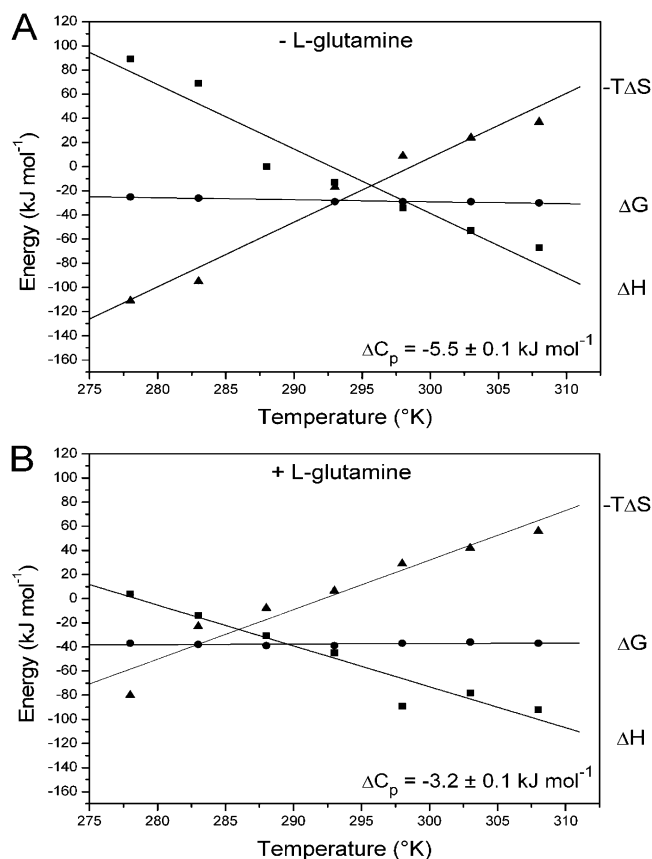 A
- L-glutamine
120
100
80
60
40
20
0
-20
-40
-60
-80
-100
-120
-140
-160
Energy (kJ mol⁻¹)
-TΔS
ΔG
ΔH
ΔCp = -5.5 ± 0.1 kJ mol⁻¹
275 280 285 290 295 300 305 310
Temperature (°K)
B
+ L-glutamine
120
100
80
60
40
20
0
-20
-40
-60
-80
-100
-120
-140
-160
Energy (kJ mol⁻¹)
-TΔS
ΔG
ΔH
ΔCp = -3.2 ± 0.1 kJ mol⁻¹
275 280 285 290 295 300 305 310
Temperature (°K)